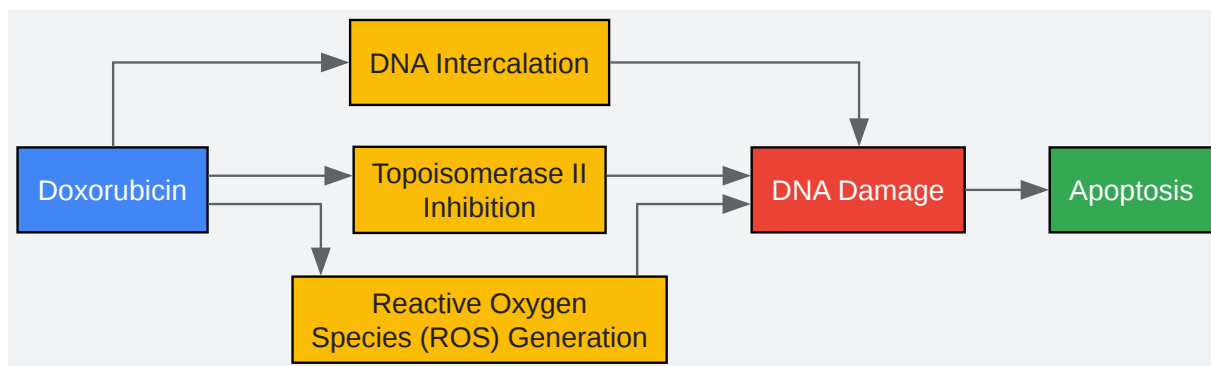 DNA Intercalation
Doxorubicin
Topoisomerase II
Inhibition
DNA Damage
Apoptosis
Reactive Oxygen
Species (ROS) Generation